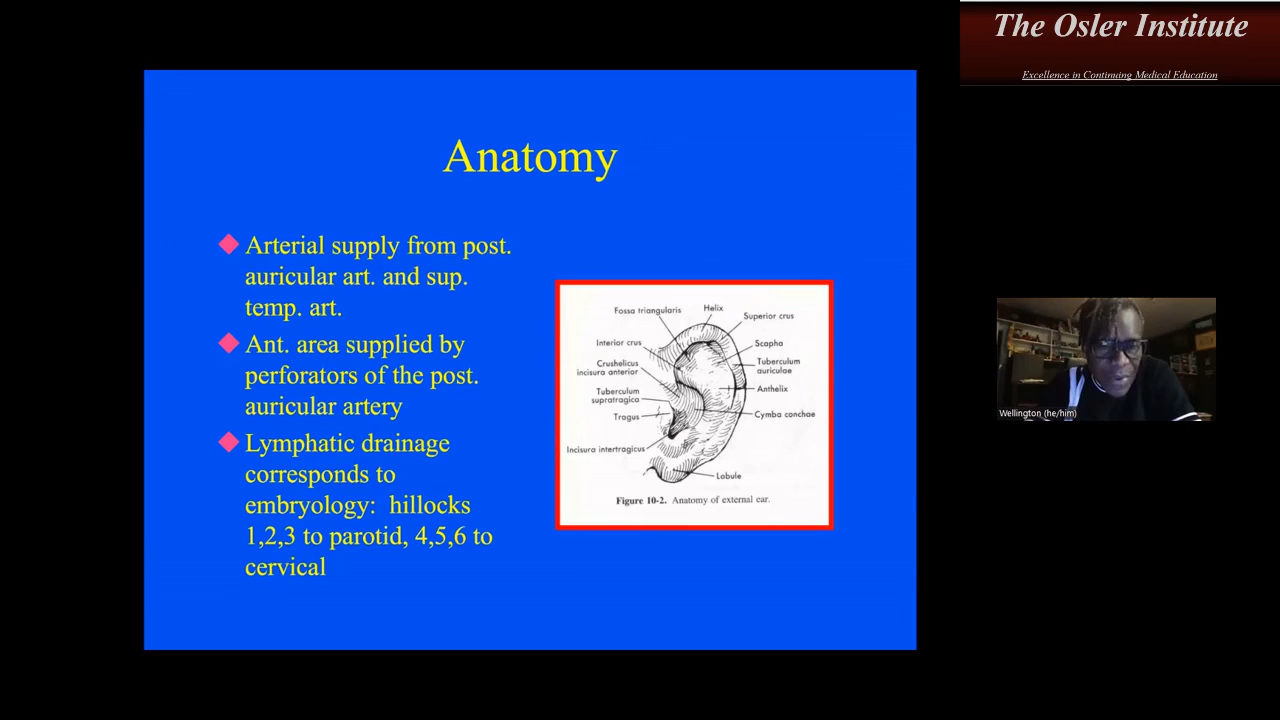 The Osler Institute
Excellence in Continuing Medical Education
Anatomy
Arterial supply from post.
auricular art. and sup.
temp. art.
Ant. area supplied by
perforators of the post.
auricular artery
Lymphatic drainage
corresponds to
embryology: hillocks
1,2,3 to parotid, 4,5,6 to
cervical
Fossa triangularis
Helix
Superior crus
Interior crus
Scapha
Crushelicus
incisura anterior
Tuberculum
auriculae
Tuberculum
supratragica
Anthelix
Tragus
Cymba conchae
Incisura intertragicus
Lobule
Figure 10-2. Anatomy of external ear.
Wellington (he/him)